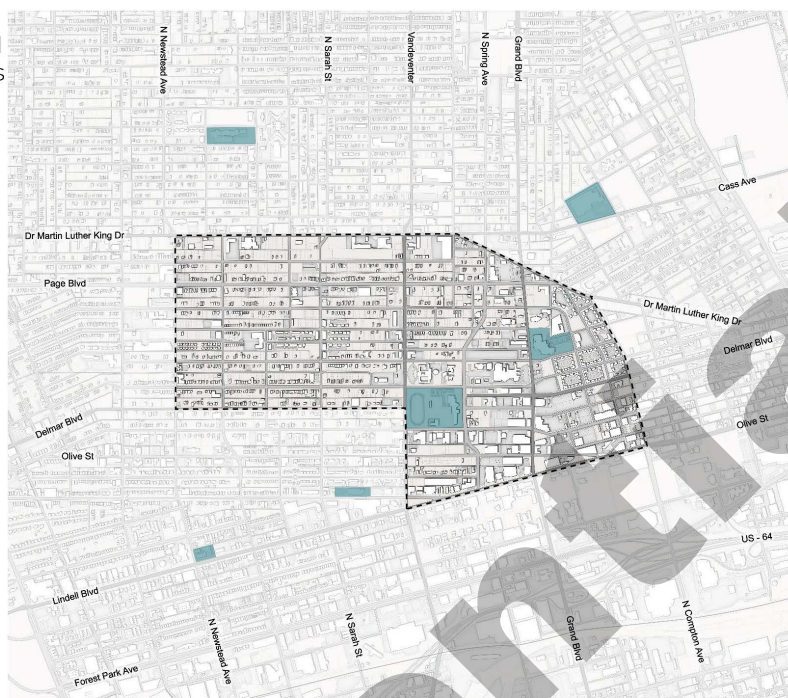 N Newstead Ave
N Sarah St
Vandeventer
N Spring Ave
Grand Blvd
Cass Ave
Dr Martin Luther King Dr
Page Blvd
Dr Martin Luther King Dr
Delmar Blvd
Delmar Blvd
Olive St
Olive St
US - 64
Lindell Blvd
N Newstead Ave
N Sarah St
Grand Blvd
N Compton Ave
Forest Park Ave